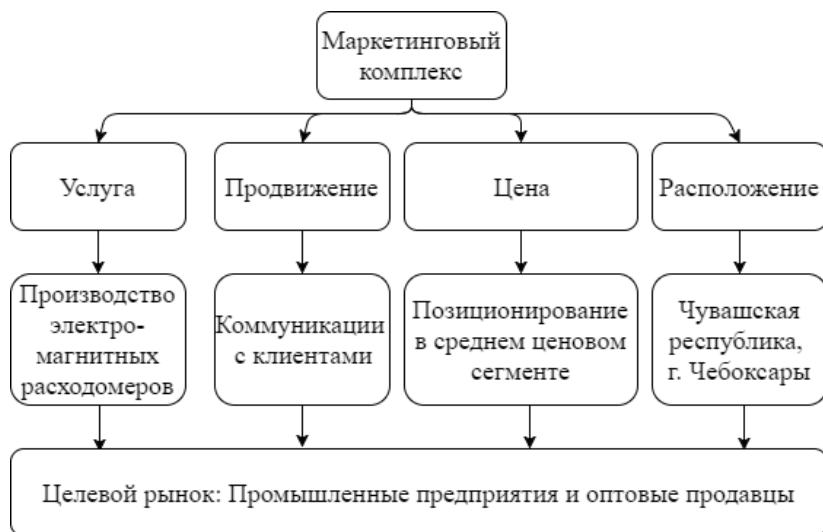 Маркетинговый
комплекс
Услуга
Продвижение
Цена
Расположение
Производство
электро-
магнитных
расходомеров
Коммуникации
с клиентами
Позиционирование
в среднем ценовом
сегменте
Чувашская
республика,
г. Чебоксары
Целевой рынок: Промышленные предприятия и оптовые продавцы